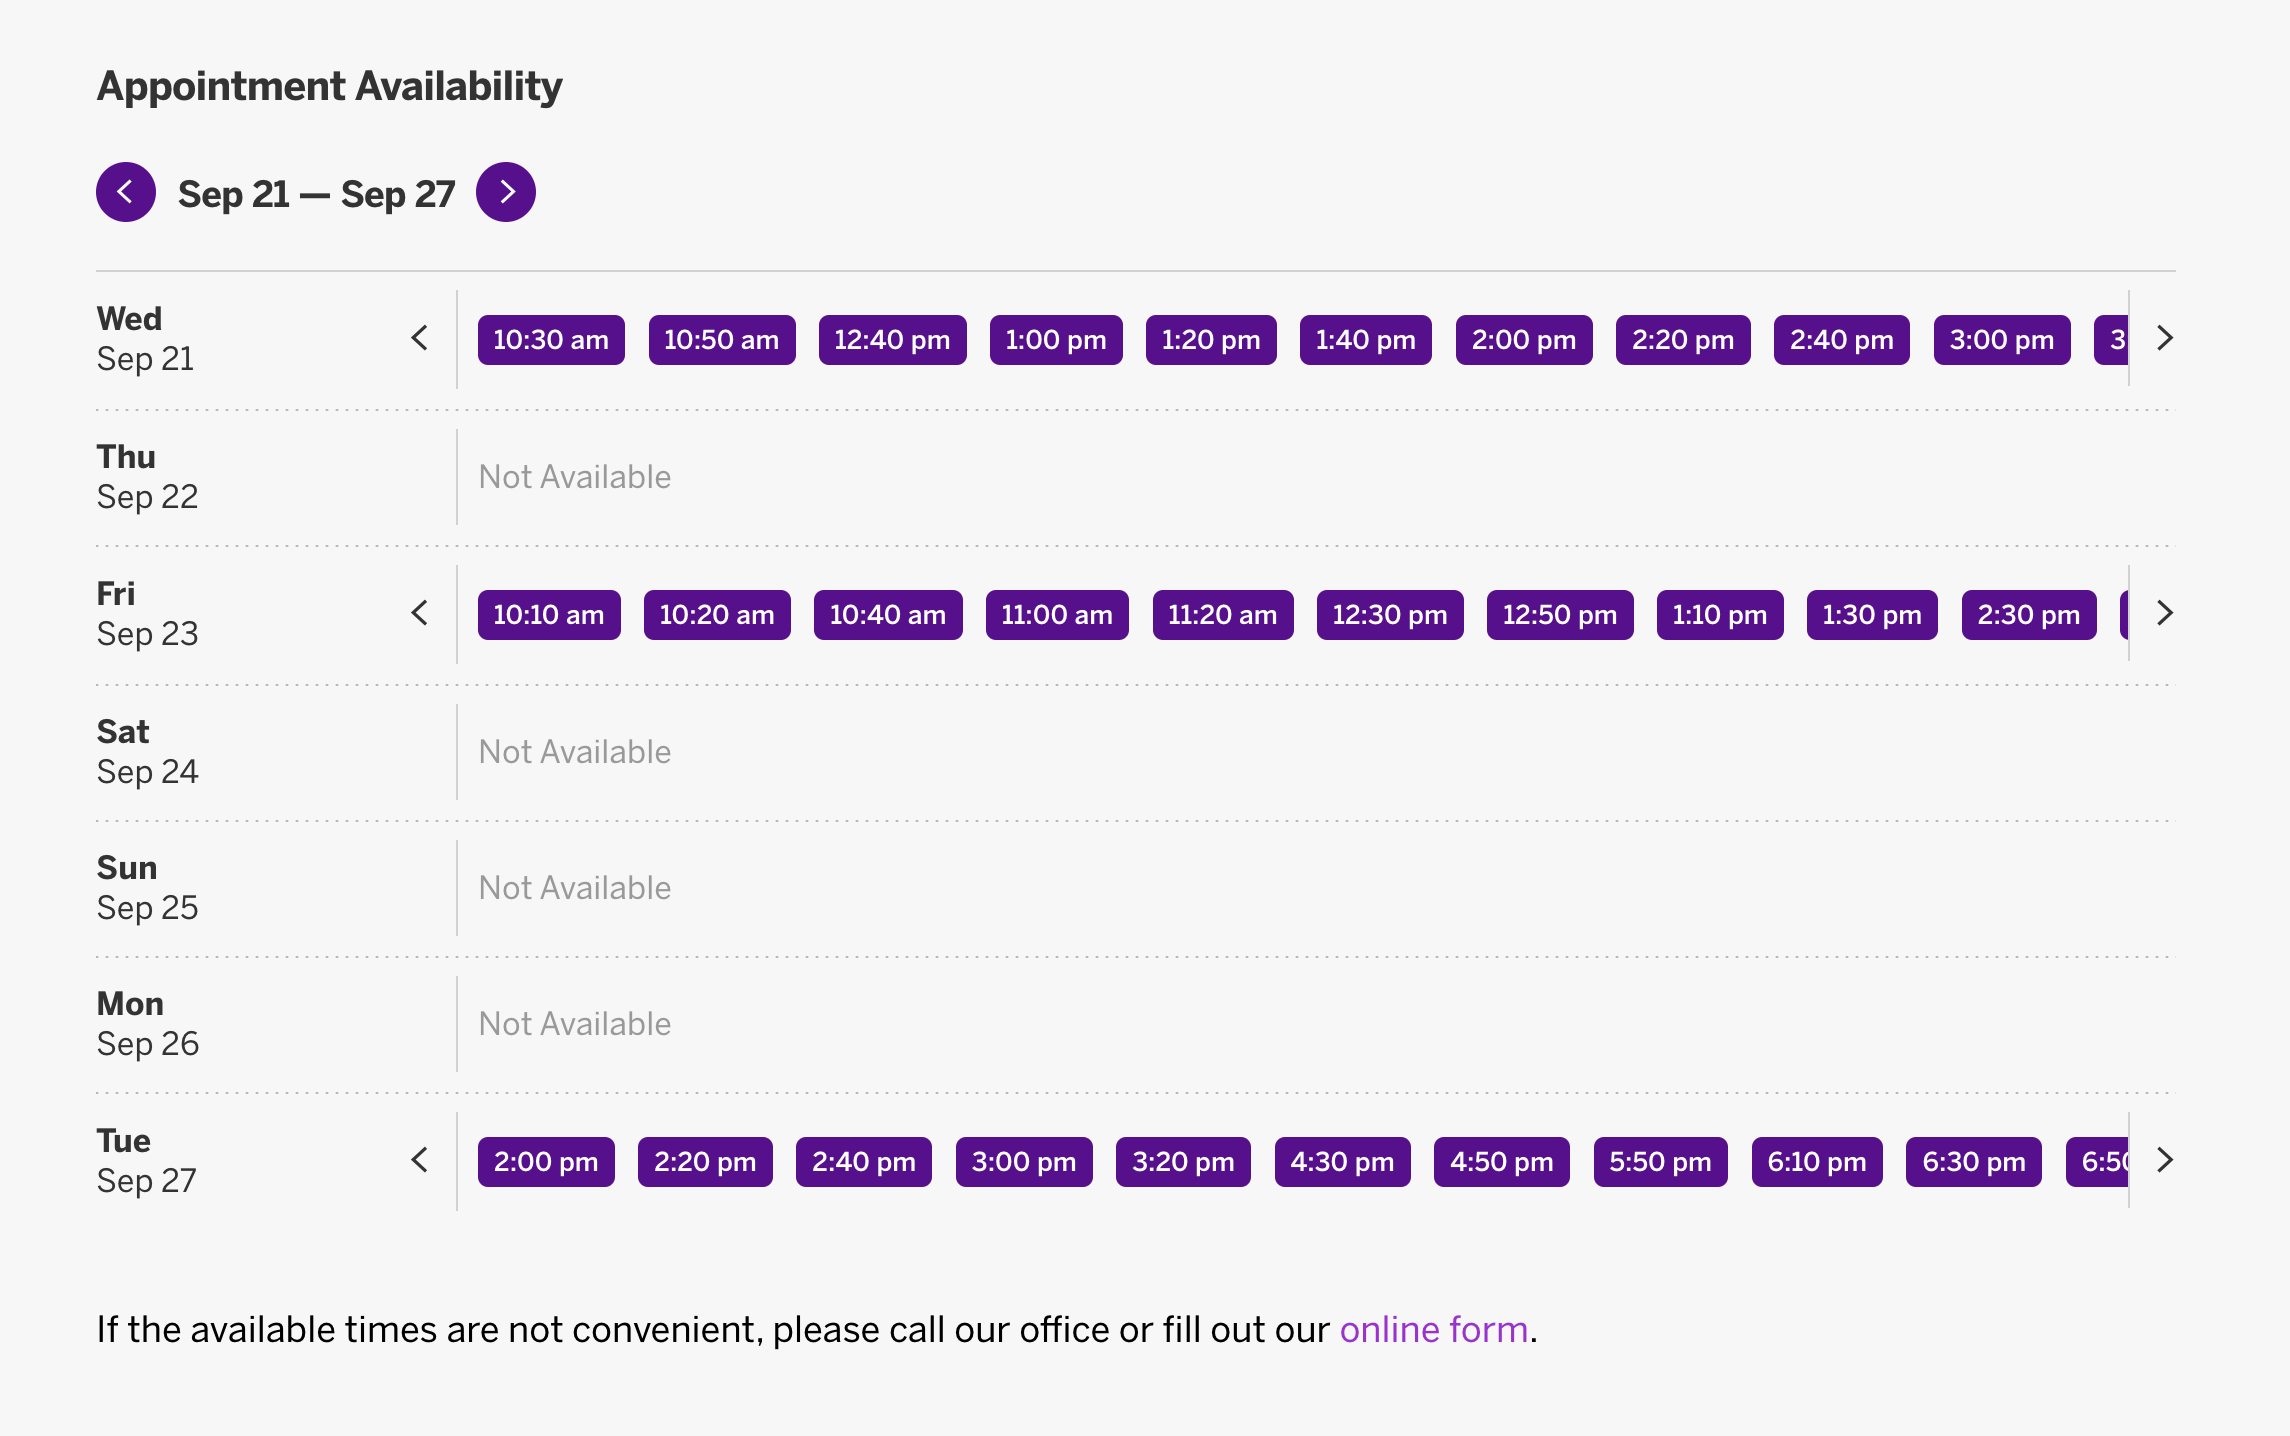 Appointment Availability
Sep 21 — Sep 27
Wed
Sep 21
10:30 am 10:50 am 12:40 pm 1:00 pm 1:20 pm 1:40 pm 2:00 pm 2:20 pm 2:40 pm 3:00 pm
Thu
Sep 22
Not Available
Fri
Sep 23
10:10 am 10:20 am 10:40 am 11:00 am 11:20 am 12:30 pm 12:50 pm 1:10 pm 1:30 pm 2:30 pm
Sat
Sep 24
Not Available
Sun
Sep 25
Not Available
Mon
Sep 26
Not Available
Tue
Sep 27
2:00 pm 2:20 pm 2:40 pm 3:00 pm 3:20 pm 4:30 pm 4:50 pm 5:50 pm 6:10 pm 6:30 pm
If the available times are not convenient, please call our office or fill out our online form.